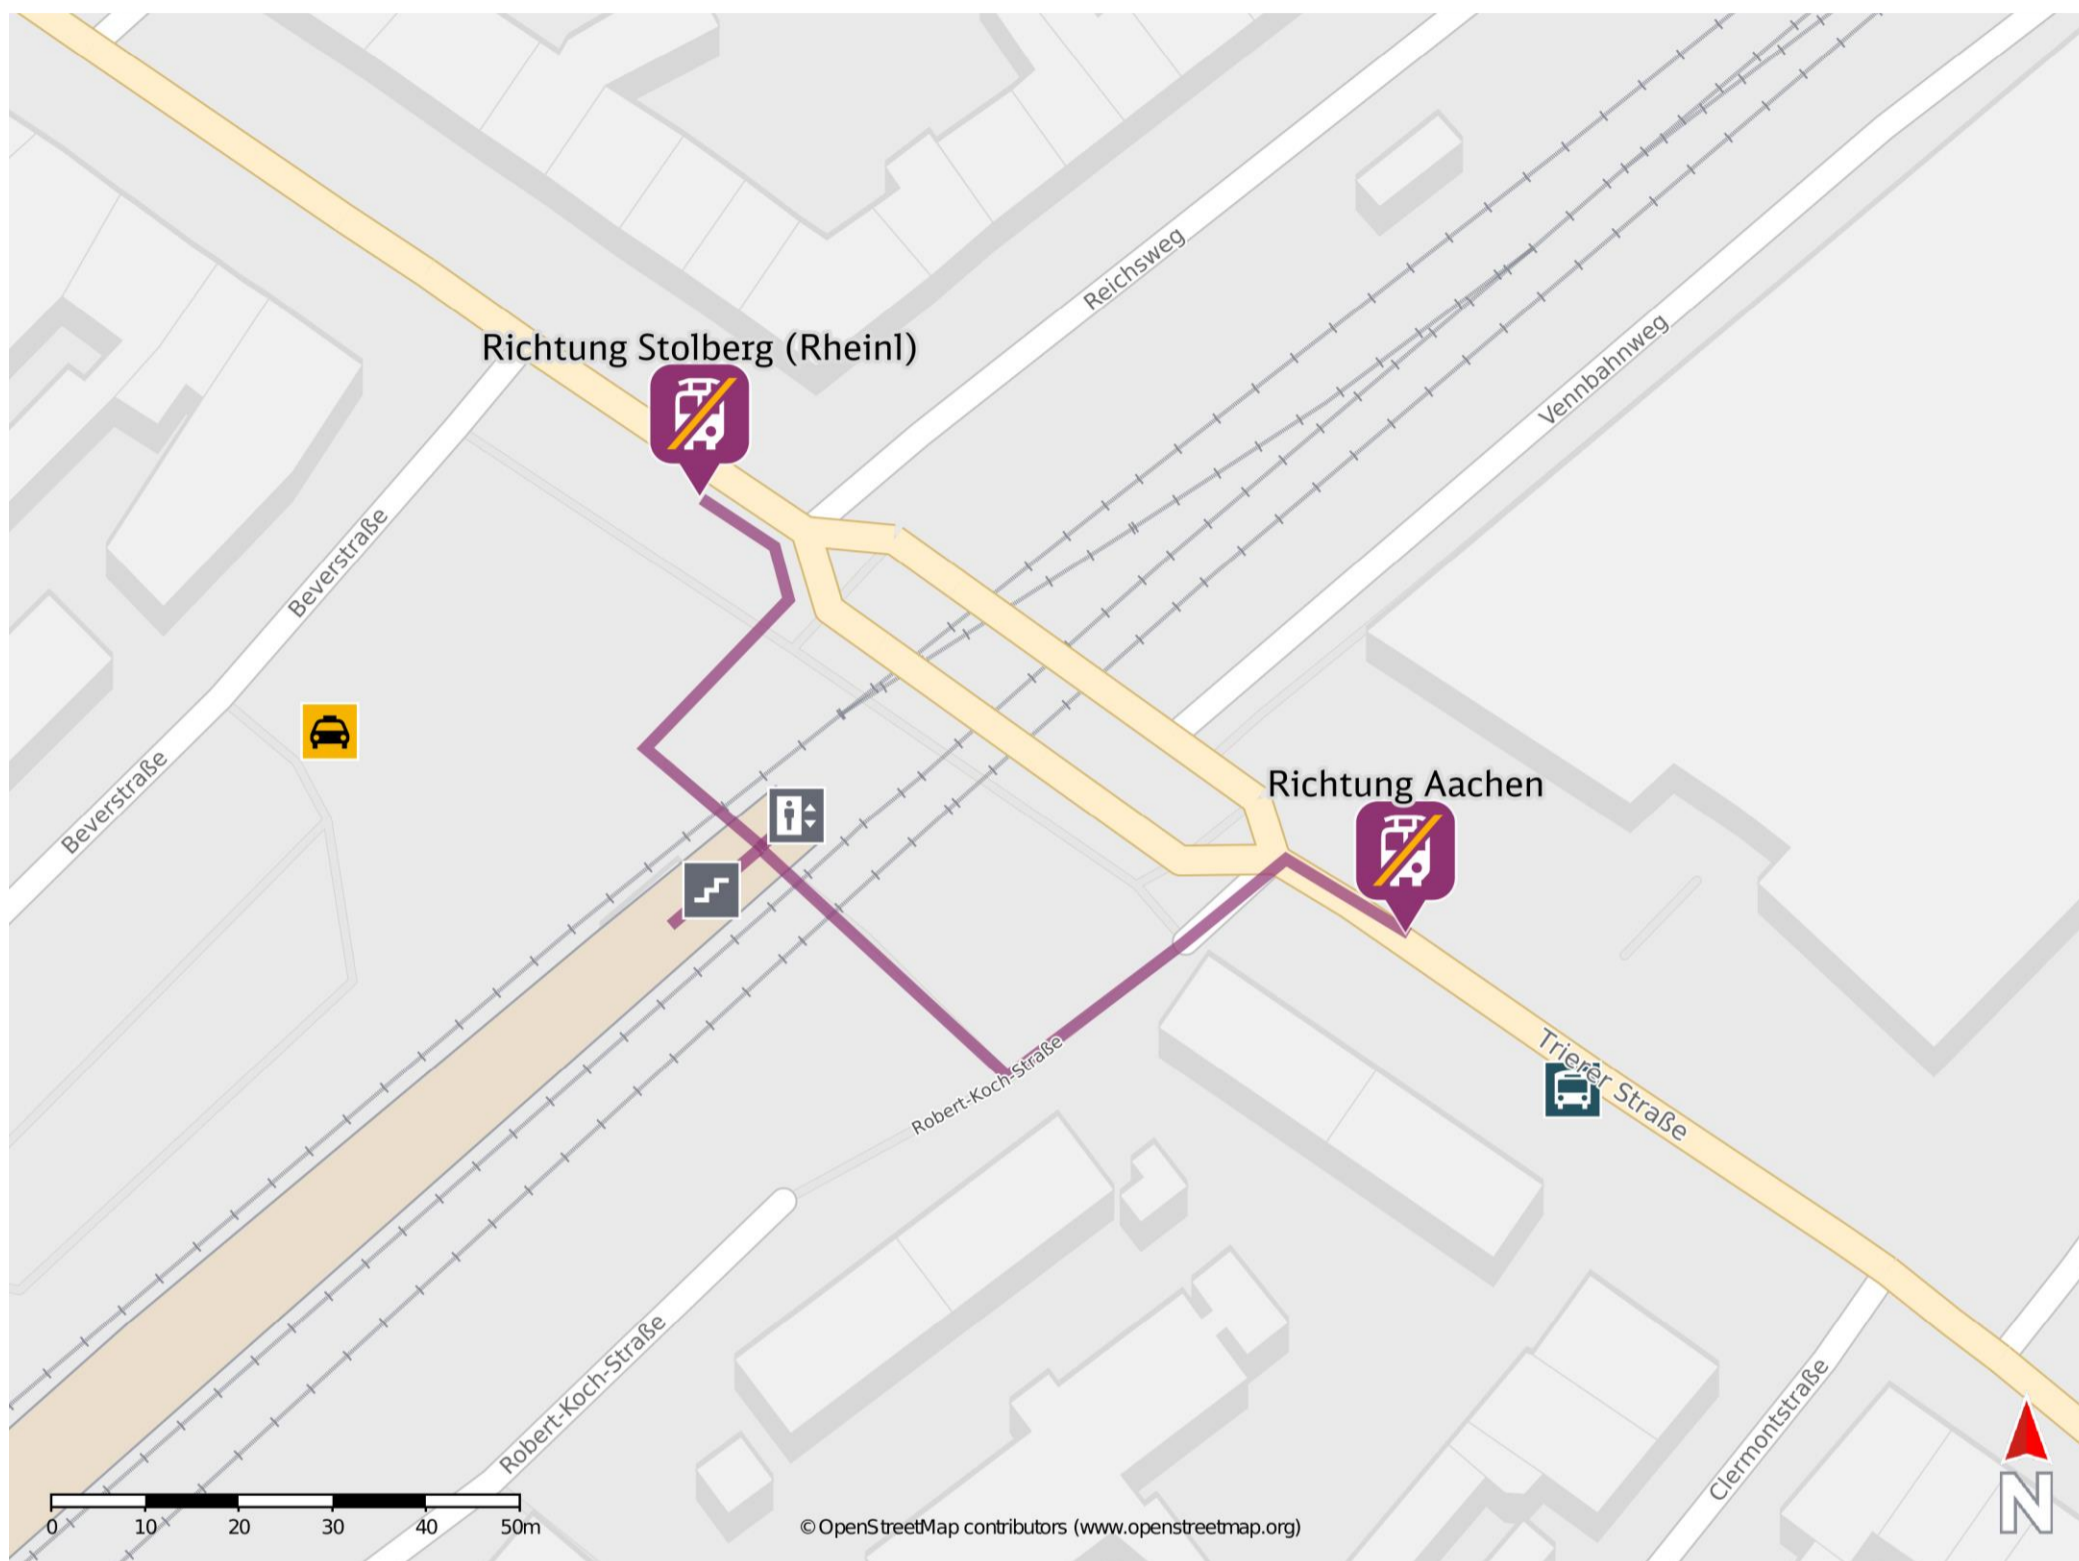 Reichsweg
Richtung Stolberg (Rheinl)
Vennbahnweg
Beverstraße
Beverstraße
Richtung Aachen
Trierer Straße
Robert-Koch-Straße
Robert-Koch-Straße
Clermontstraße
N
0 10 20 30 40 50m
© OpenStreetMap contributors (www.openstreetmap.org)